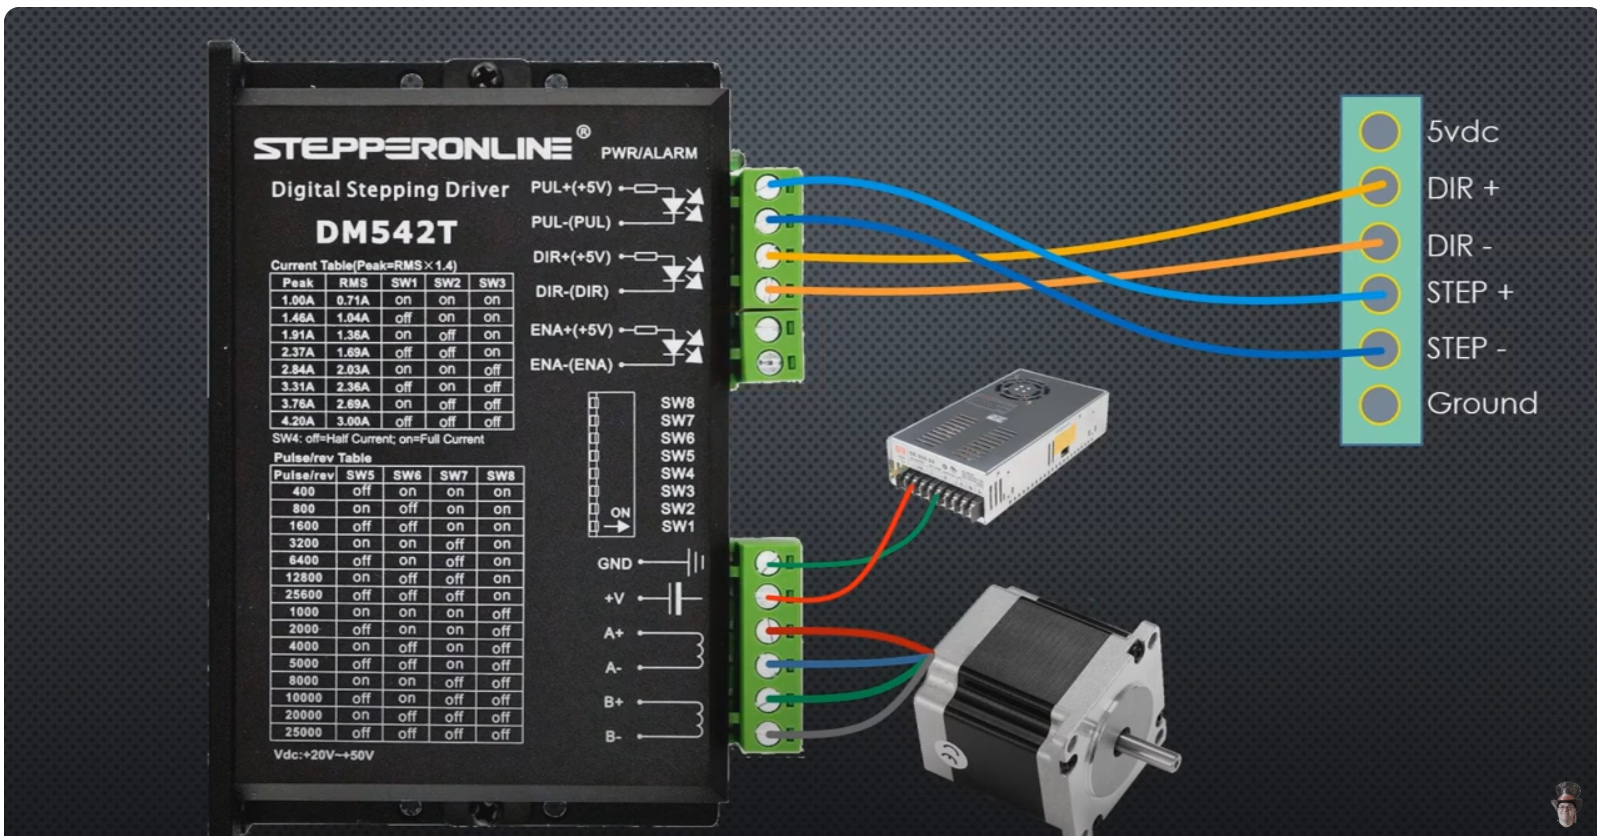 STEPPERONLINE®
Digital Stepping Driver
DM542T
Current Table(Peak=RMS×1.4)
Peak RMS SW1 SW2 SW3
1.00A 0.71A on on on
1.46A 1.04A off on on
1.91A 1.36A on off on
2.37A 1.69A off off on
2.84A 2.03A on on off
3.31A 2.36A off on off
3.76A 2.69A on off off
4.20A 3.00A off off off
SW4: off=Half Current; on=Full Current
Pulse/rev Table
Pulse/rev SW5 SW6 SW7 SW8
400 off on on on
800 on off on on
1600 off off on on
3200 on on off on
6400 off on off on
12800 on off off on
25600 off off off on
1000 on on on off
2000 off on on off
4000 on off on off
5000 off off on off
8000 on on off off
10000 off on off off
20000 on off off off
25000 off off off off
Vdc:+20V~+50V
PWR/ALARM
PUL+(+5V)
PUL-(PUL)
DIR+(+5V)
DIR-(DIR)
ENA+(+5V)
ENA-(ENA)
SW8
SW7
SW6
SW5
SW4
SW3
SW2
SW1
ON
GND
+V
A+
A-
B+
B-
5vdc
DIR +
DIR -
STEP +
STEP -
Ground
CE